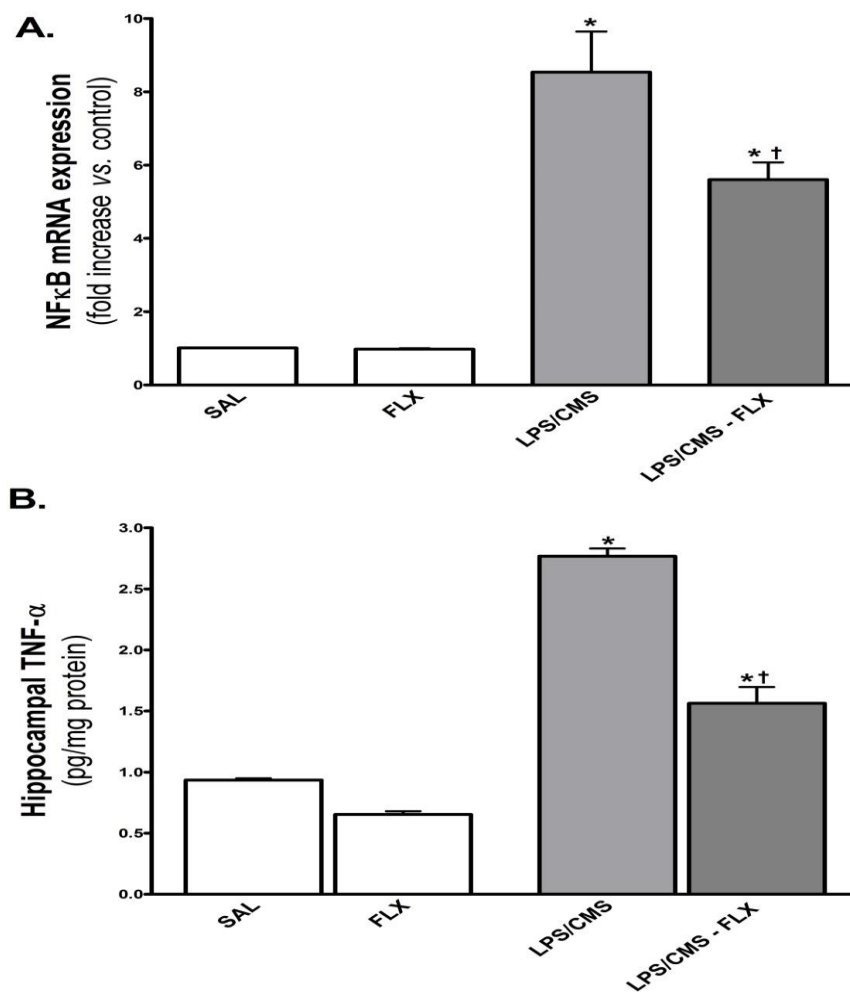 A.
NFκB mRNA expression
(fold increase vs. control)
10
8
6
4
2
0
*
* †
SAL
FLX
LPS/CMS
LPS/CMS - FLX
B.
Hippocampal TNF-α
(pg/mg protein)
3.0
2.5
2.0
1.5
1.0
0.5
0.0
*
* †
SAL
FLX
LPS/CMS
LPS/CMS - FLX